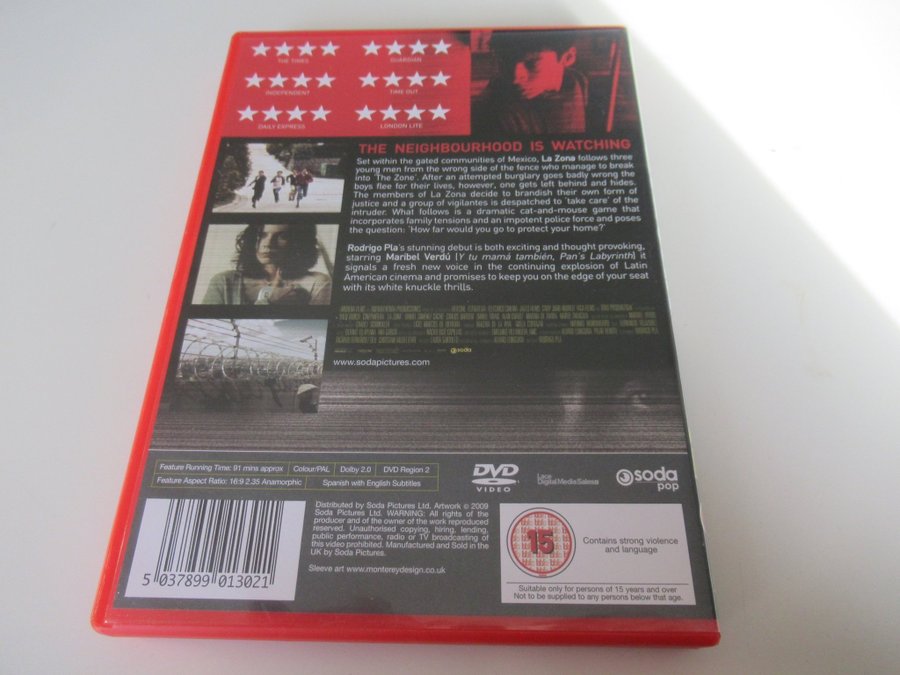 THE TIMES
GUARDIAN
INDEPENDENT
TIME OUT
DAILY EXPRESS
LONDON LITE
THE NEIGHBOURHOOD IS WATCHING
Set within the gated communities of Mexico, La Zona follows three
young men from the wrong side of the fence who manage to break
into 'The Zone'. After an attempted burglary goes badly wrong the
boys flee for their lives, however, one gets left behind and hides.
The members of La Zona decide to brandish their own form of
justice and a group of vigilantes is despatched to 'take care' of the
intruder. What follows is a dramatic cat-and-mouse game that
incorporates family tensions and an impotent police force and poses
the question: 'How far would you go to protect your home?'
Rodrigo Pla's stunning debut is both exciting and thought provoking,
starring Maribel Verdú (Y tu mamá también, Pan's Labyrinth) it
signals a fresh new voice in the continuing explosion of Latin
American cinema and promises to keep you on the edge of your seat
with its white knuckle thrills.
soda
www.sodapictures.com
Feature Running Time: 91 mins approx Colour/PAL Dolby 2.0 DVD Region 2
Feature Aspect Ratio: 16:9 2.35 Anamorphic Spanish with English Subtitles
DVD
VIDEO
Digital Media Sales
soda
pop
Distributed by Soda Pictures Ltd. Artwork © 2009
Soda Pictures Ltd. WARNING: All rights of the
producer and of the owner of the work reproduced
reserved. Unauthorised copying, hiring, lending,
public performance, radio or TV broadcasting of
this video prohibited. Manufactured and Sold in the
UK by Soda Pictures.
Sleeve art www.montereydesign.co.uk
5 037899 013021
15
Contains strong violence
and language
Suitable only for persons of 15 years and over
Not to be supplied to any persons below that age.